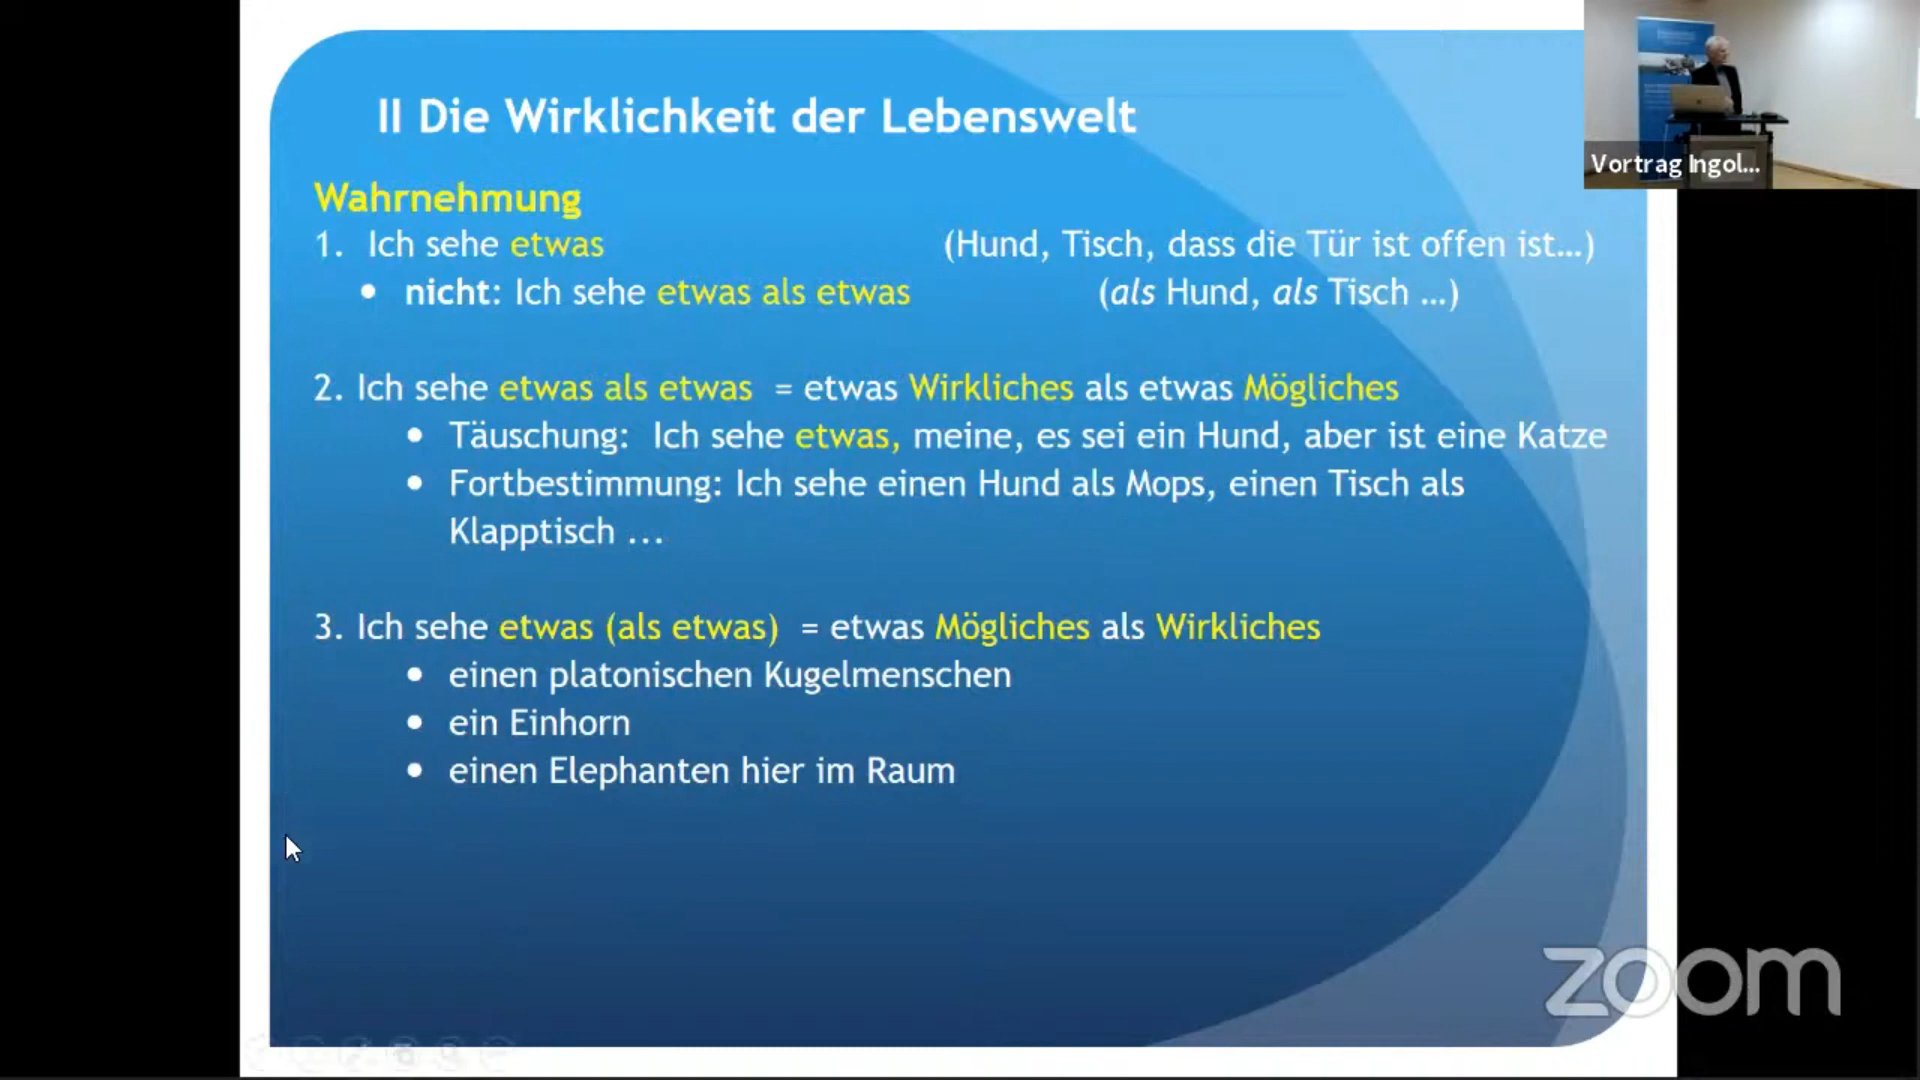 II Die Wirklichkeit der Lebenswelt
Vortrag Ingol...
Wahrnehmung
1. Ich sehe etwas (Hund, Tisch, dass die Tür ist offen ist…)
• nicht: Ich sehe etwas als etwas (als Hund, als Tisch …)
2. Ich sehe etwas als etwas = etwas Wirkliches als etwas Mögliches
• Täuschung: Ich sehe etwas, meine, es sei ein Hund, aber ist eine Katze
• Fortbestimmung: Ich sehe einen Hund als Mops, einen Tisch als
Klapptisch ...
3. Ich sehe etwas (als etwas) = etwas Mögliches als Wirkliches
• einen platonischen Kugelmenschen
• ein Einhorn
• einen Elephanten hier im Raum
zoom